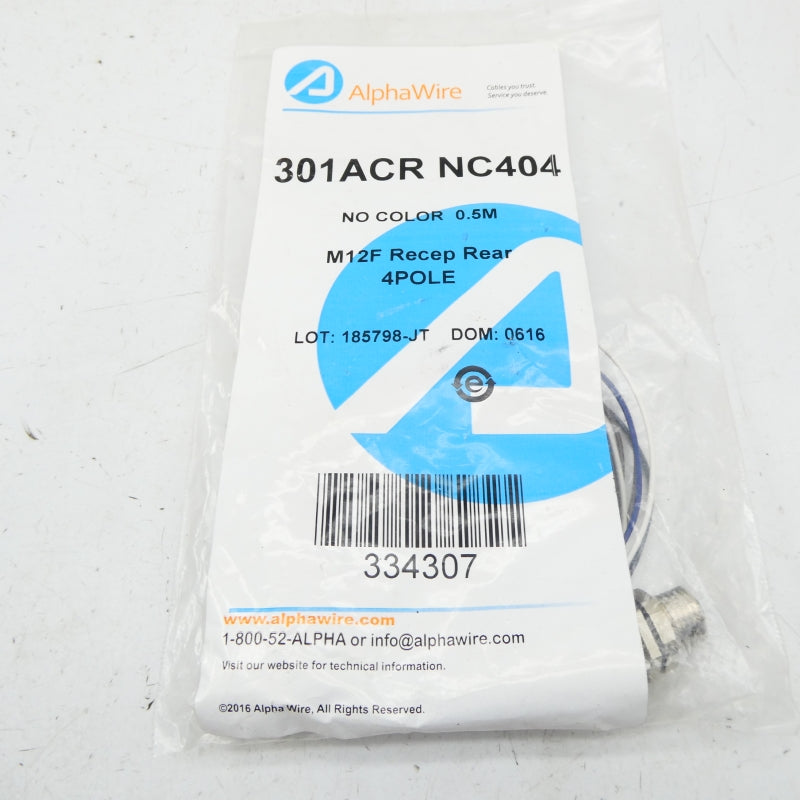 AlphaWire
Cables you trust.
Service you deserve.
301ACR NC404
NO COLOR 0.5M
M12F Recep Rear
4POLE
LOT: 185798-JT DOM: 0616
e
334307
www.alphawire.com
1-800-52-ALPHA or info@alphawire.com
Visit our website for technical information.
©2016 Alpha Wire, All Rights Reserved.